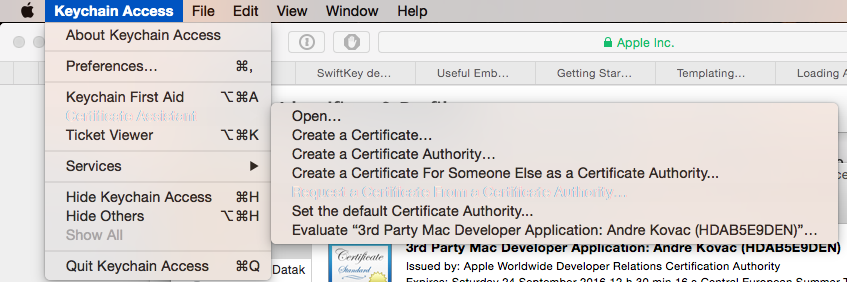 Keychain Access File Edit View Window Help
About Keychain Access
Preferences… ⌘,
Keychain First Aid ⌥⌘A
Certificate Assistant
Ticket Viewer ⌥⌘K
Services ▶
Hide Keychain Access ⌘H
Hide Others ⌥⌘H
Show All
Quit Keychain Access ⌘Q
Apple Inc.
SwiftKey de… Useful Emb… Getting Star… Templating… Loading A
Open…
Create a Certificate…
Create a Certificate Authority…
Create a Certificate For Someone Else as a Certificate Authority…
Request a Certificate From a Certificate Authority…
Set the default Certificate Authority...
Evaluate “3rd Party Mac Developer Application: Andre Kovac (HDAB5E9DEN)”…
Certificate
Standard
3rd Party Mac Developer Application: Andre Kovac (HDAB5E9DEN)
Issued by: Apple Worldwide Developer Relations Certification Authority
Datak